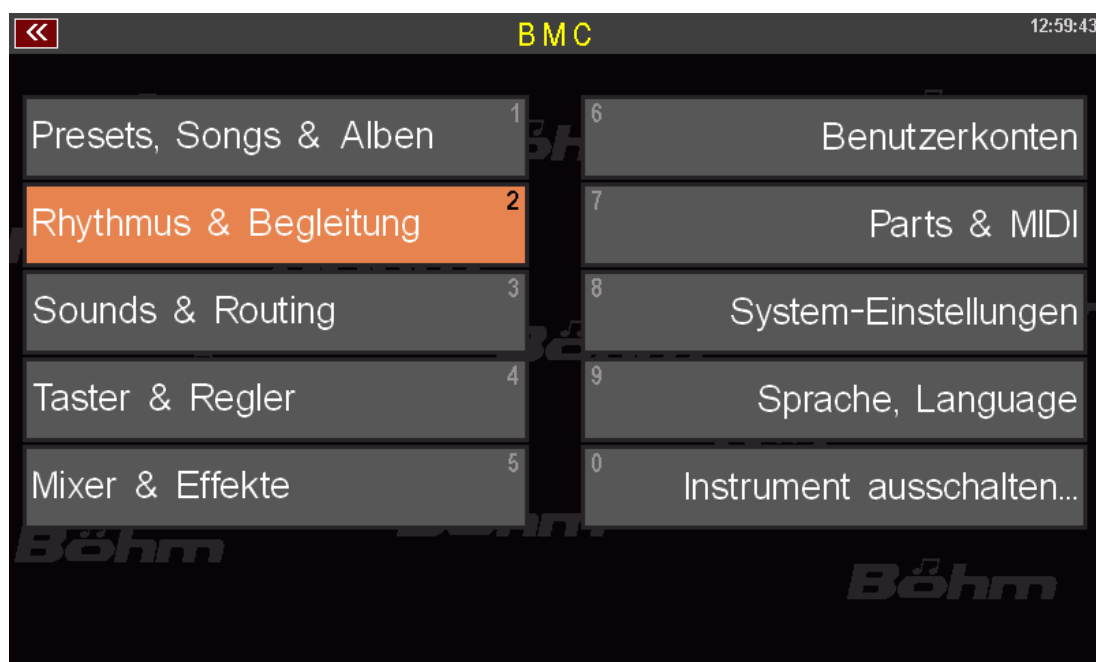 «
BMC
12:59:43
Presets, Songs & Alben
1
Rhythmus & Begleitung
2
Sounds & Routing
3
Taster & Regler
4
Mixer & Effekte
5
6
Benutzerkonten
7
Parts & MIDI
8
System-Einstellungen
9
Sprache, Language
0
Instrument ausschalten...
Böhm
Böhm